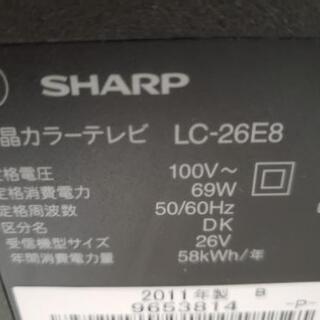 SHARP
晶カラーテレビ LC-26E8
定格電圧 100V～
定格消費電力 69W
定格周波数 50/60Hz
区分名 DK
受信機型サイズ 26V
年間消費電力量 58kWh/年
2011年製 B
9653814 -P-